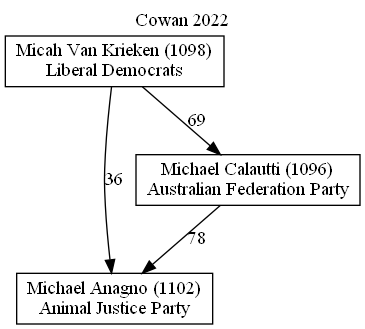 Cowan 2022
Micah Van Krieken (1098)
Liberal Democrats
69
Michael Calautti (1096)
Australian Federation Party
36
78
Michael Anagno (1102)
Animal Justice Party